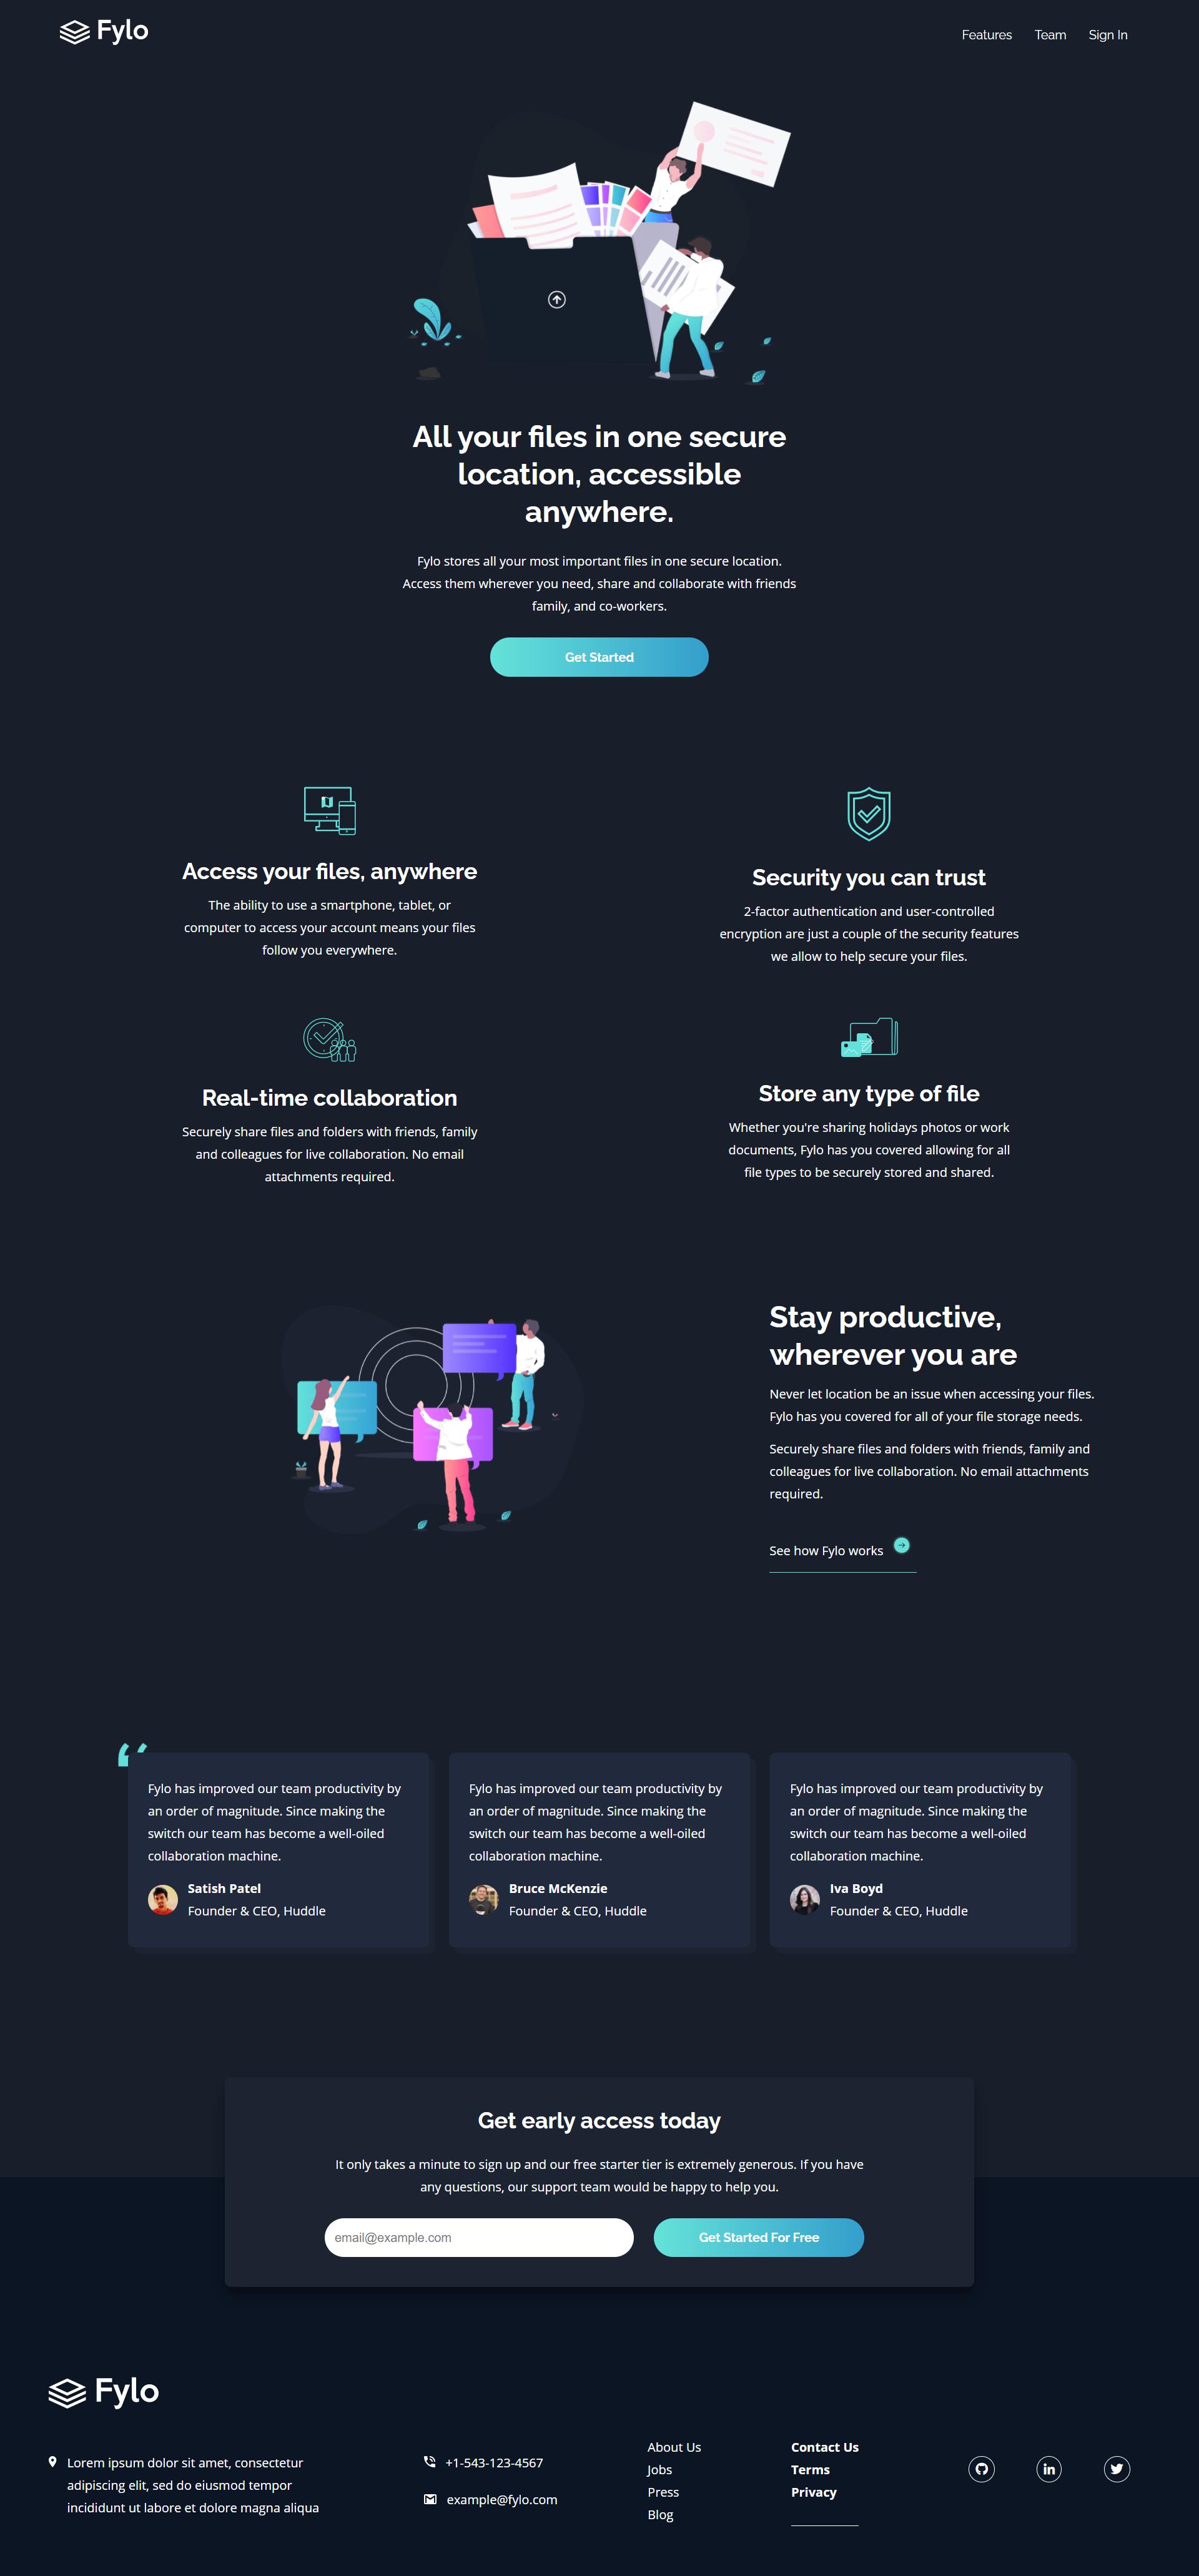 Fylo
Features Team Sign In
All your files in one secure
location, accessible
anywhere.
Fylo stores all your most important files in one secure location.
Access them wherever you need, share and collaborate with friends
family, and co-workers.
Get Started
Access your files, anywhere
The ability to use a smartphone, tablet, or
computer to access your account means your files
follow you everywhere.
Security you can trust
2-factor authentication and user-controlled
encryption are just a couple of the security features
we allow to help secure your files.
Real-time collaboration
Securely share files and folders with friends, family
and colleagues for live collaboration. No email
attachments required.
Store any type of file
Whether you're sharing holidays photos or work
documents, Fylo has you covered allowing for all
file types to be securely stored and shared.
Stay productive,
wherever you are
Never let location be an issue when accessing your files.
Fylo has you covered for all of your file storage needs.
Securely share files and folders with friends, family and
colleagues for live collaboration. No email attachments
required.
See how Fylo works
“
Fylo has improved our team productivity by
an order of magnitude. Since making the
switch our team has become a well-oiled
collaboration machine.
Satish Patel
Founder & CEO, Huddle
Fylo has improved our team productivity by
an order of magnitude. Since making the
switch our team has become a well-oiled
collaboration machine.
Bruce McKenzie
Founder & CEO, Huddle
Fylo has improved our team productivity by
an order of magnitude. Since making the
switch our team has become a well-oiled
collaboration machine.
Iva Boyd
Founder & CEO, Huddle
Get early access today
It only takes a minute to sign up and our free starter tier is extremely generous. If you have
any questions, our support team would be happy to help you.
email@example.com
Get Started For Free
Fylo
Lorem ipsum dolor sit amet, consectetur
adipiscing elit, sed do eiusmod tempor
incididunt ut labore et dolore magna aliqua
+1-543-123-4567
example@fylo.com
About Us
Jobs
Press
Blog
Contact Us
Terms
Privacy
in